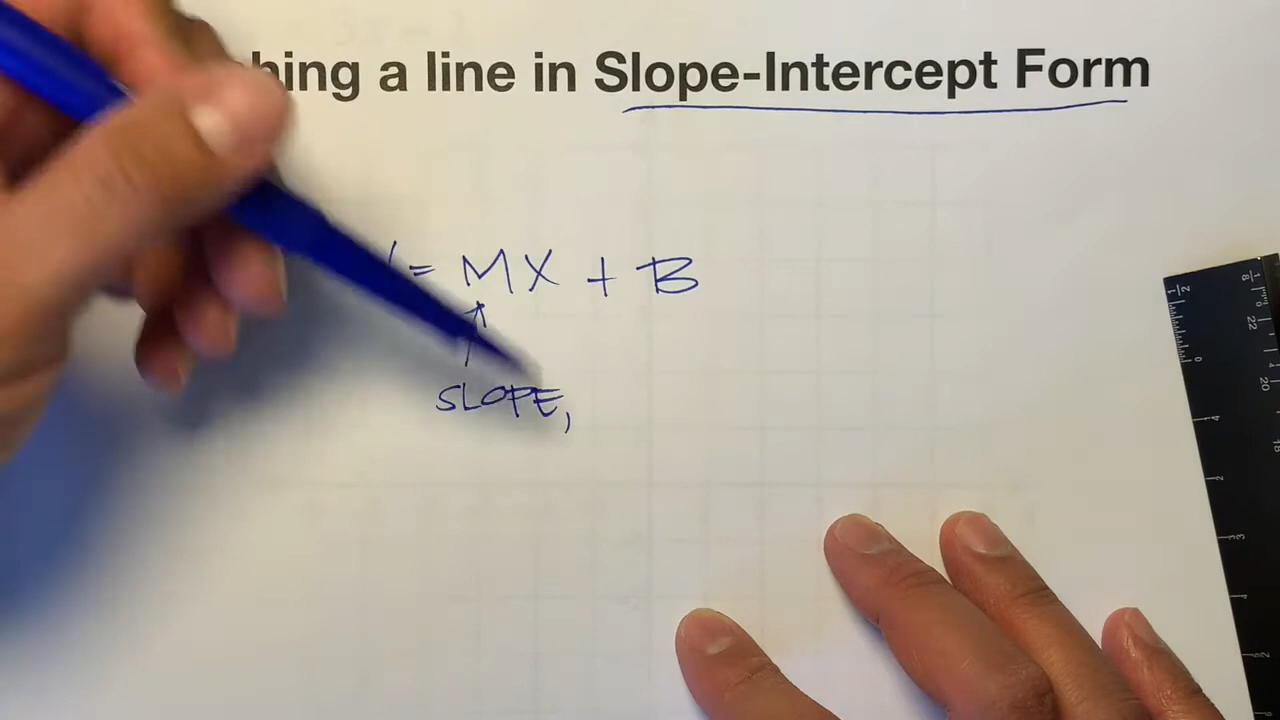 hing a line in Slope-Intercept Form
= MX + B
SLOPE,